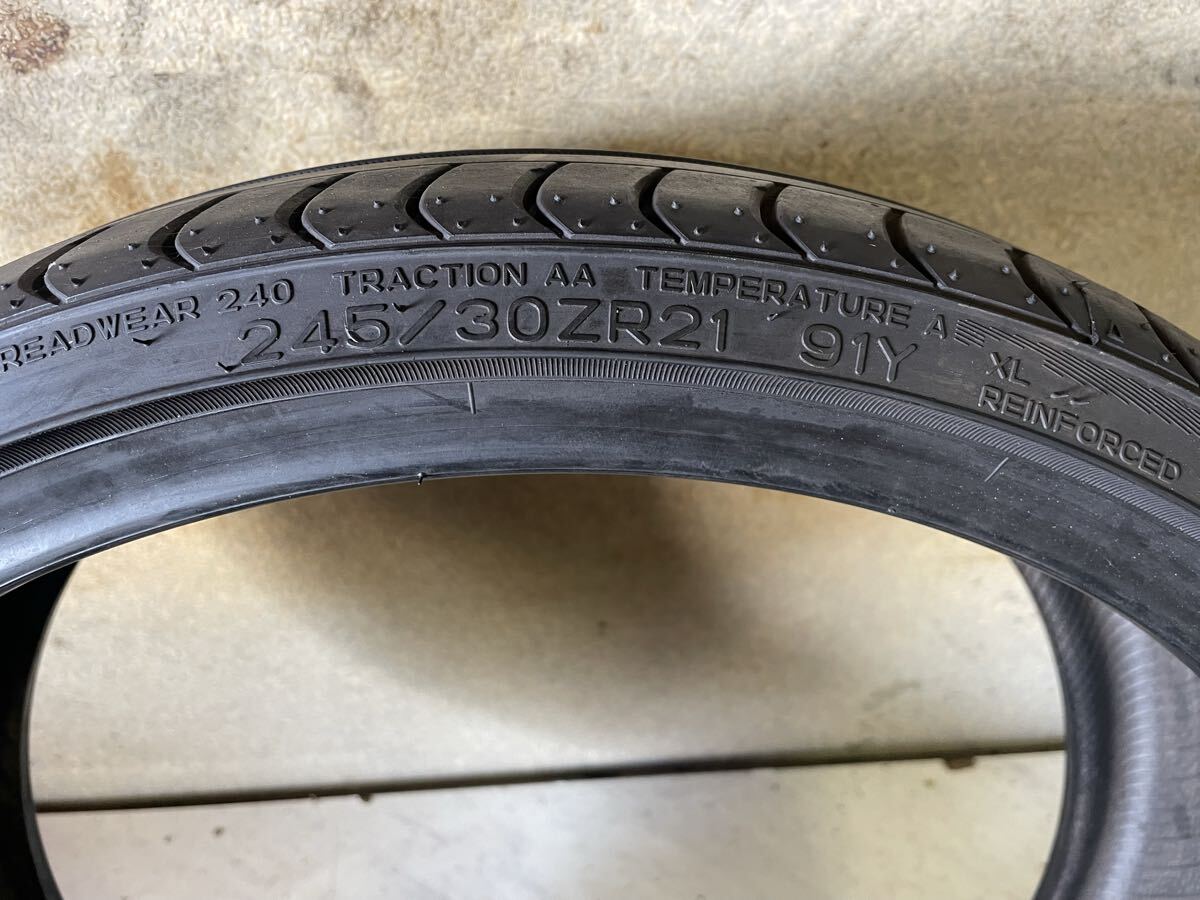 READWEAR 240 TRACTION AA TEMPERATURE A
245/30ZR21 91Y
XL
REINFORCED